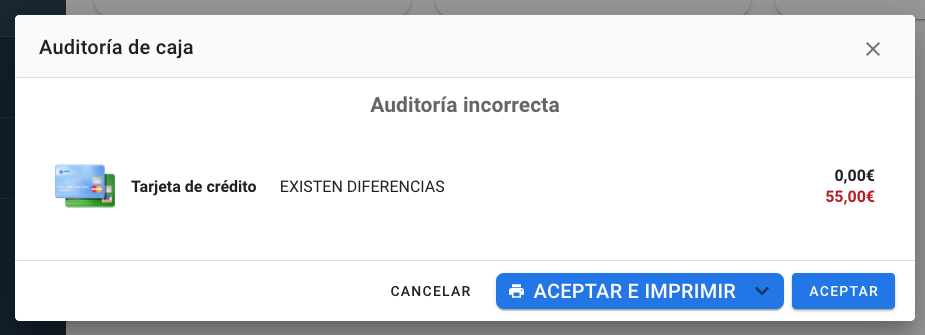 Auditoría de caja
Auditoría incorrecta
Tarjeta de crédito EXISTEN DIFERENCIAS
0,00€
55,00€
CANCELAR
ACEPTAR E IMPRIMIR
ACEPTAR